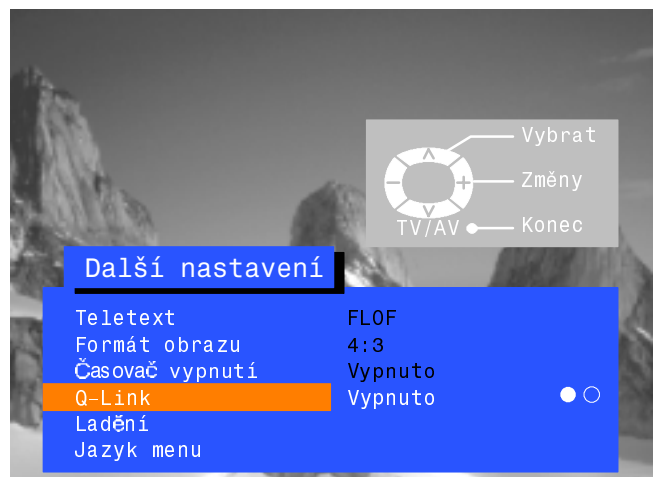 Vybrat
Změny
TV/AV Konec
Další nastavení
Teletext FLOF
Formát obrazu 4:3
Časovač vypnutí Vypnuto
Q-Link Vypnuto
Ladění
Jazyk menu